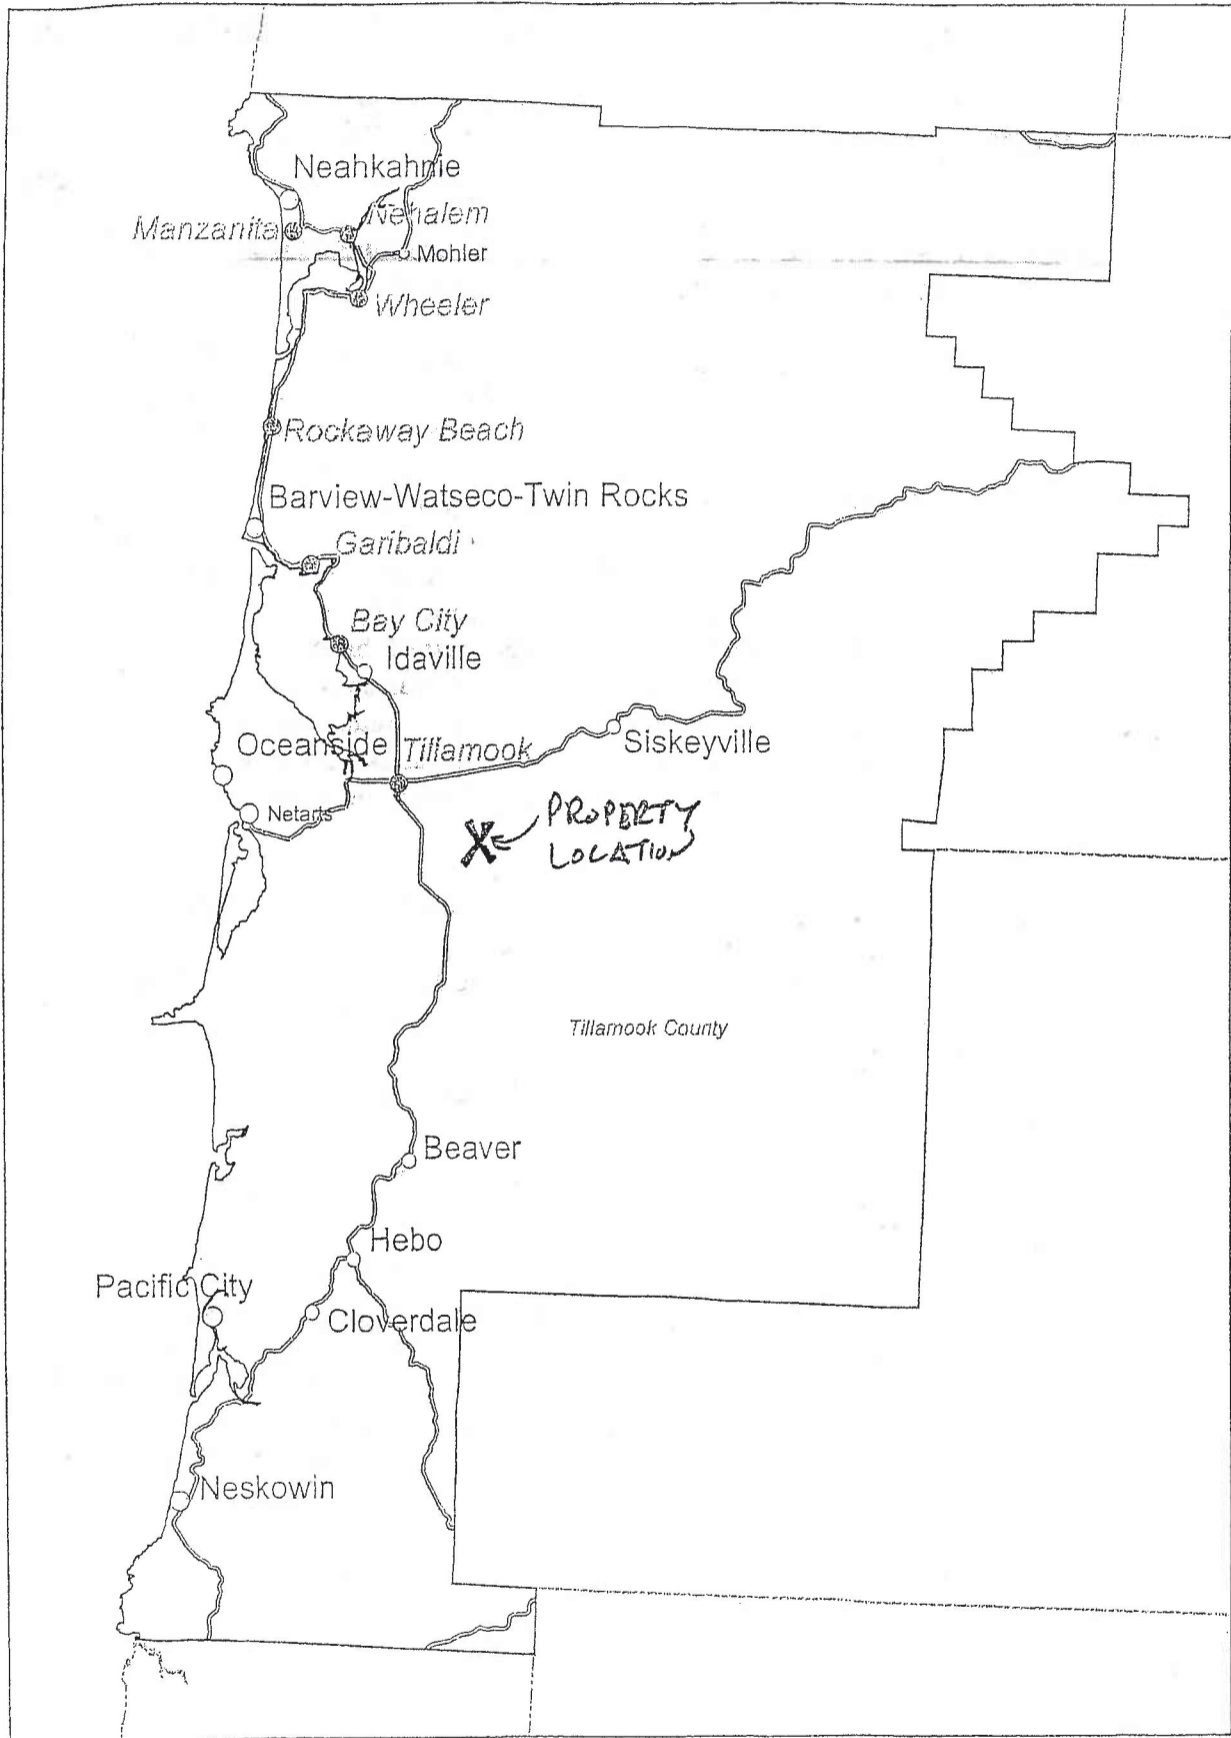 Neahkahnie
Nehalem
Manzanita
Mohler
Wheeler
Rockaway Beach
Barview-Watseco-Twin Rocks
Garibaldi
Bay City
Idaville
Oceanside
Tillamook
Siskeyville
Netarts
PROPERTY
LOCATION
Tillamook County
Beaver
Hebo
Pacific City
Cloverdale
Neskowin